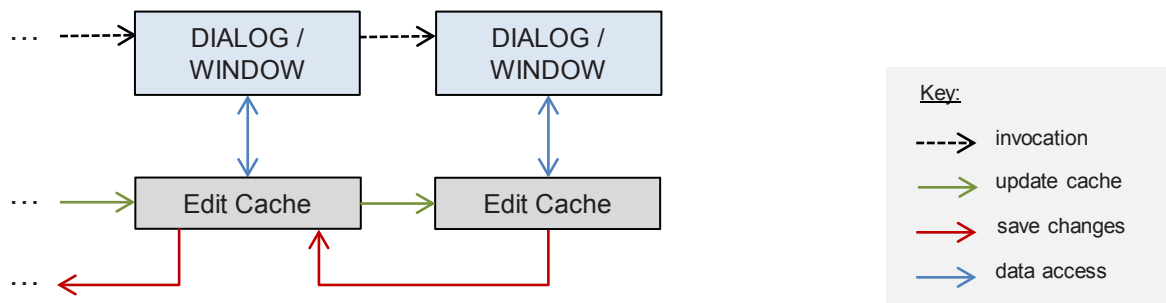 ...
DIALOG /
WINDOW
DIALOG /
WINDOW
...
Edit Cache
Edit Cache
...
Key:
invocation
update cache
save changes
data access